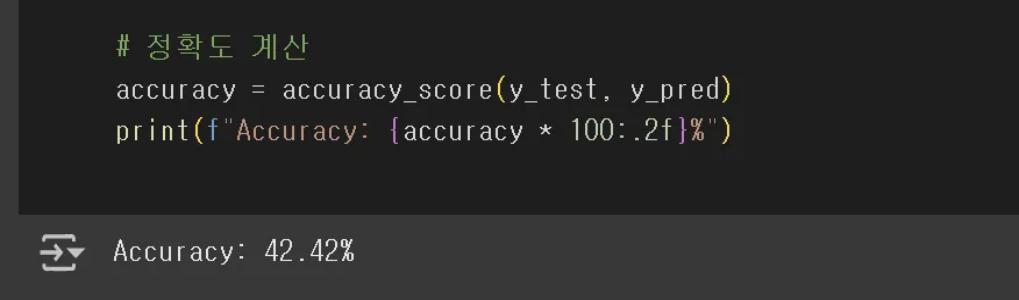 # 정확도 계산
accuracy = accuracy_score(y_test, y_pred)
print(f"Accuracy: {accuracy * 100:.2f}%")
Accuracy: 42.42%